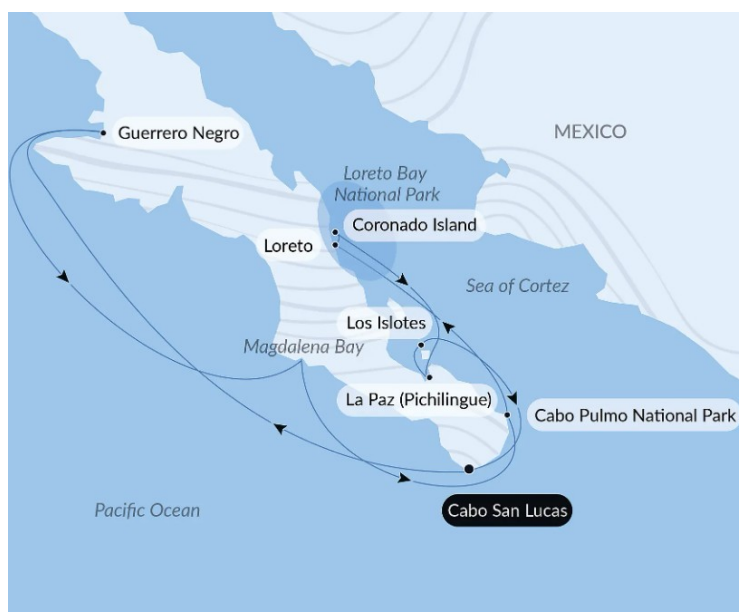 Guerrero Negro
MEXICO
Loreto Bay
National Park
Coronado Island
Loreto
Sea of Cortez
Los Islotes
Magdalena Bay
La Paz (Pichilingue)
Cabo Pulmo National Park
Pacific Ocean
Cabo San Lucas